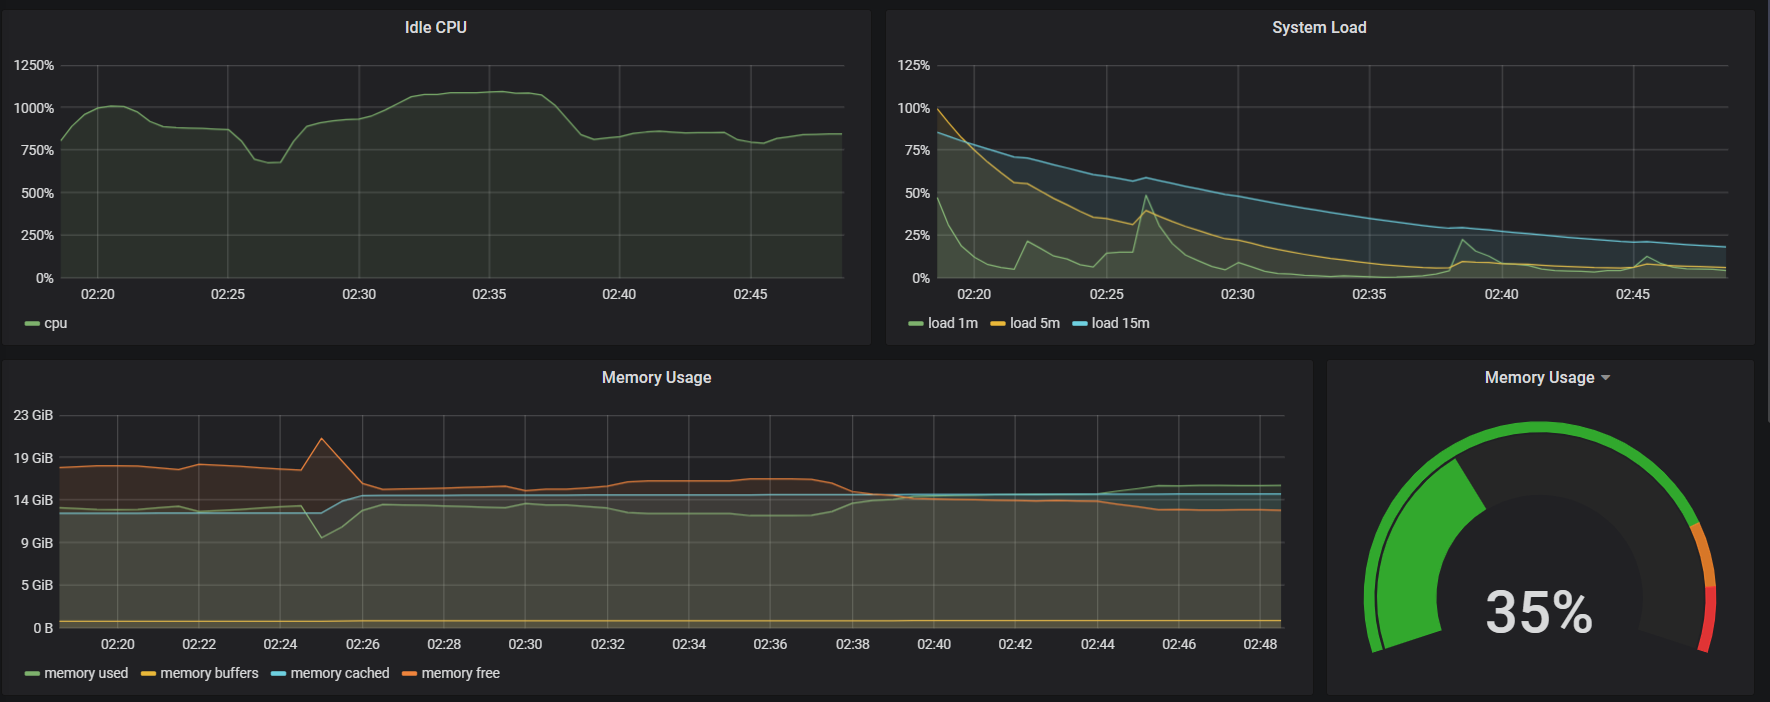 Idle CPU
1250%
1000%
750%
500%
250%
0%
02:20 02:25 02:30 02:35 02:40 02:45
cpu
System Load
125%
100%
75%
50%
25%
0%
02:20 02:25 02:30 02:35 02:40 02:45
load 1m load 5m load 15m
Memory Usage
23 GiB
19 GiB
14 GiB
9 GiB
5 GiB
0 B
02:20 02:22 02:24 02:26 02:28 02:30 02:32 02:34 02:36 02:38 02:40 02:42 02:44 02:46 02:48
memory used memory buffers memory cached memory free
Memory Usage
35%